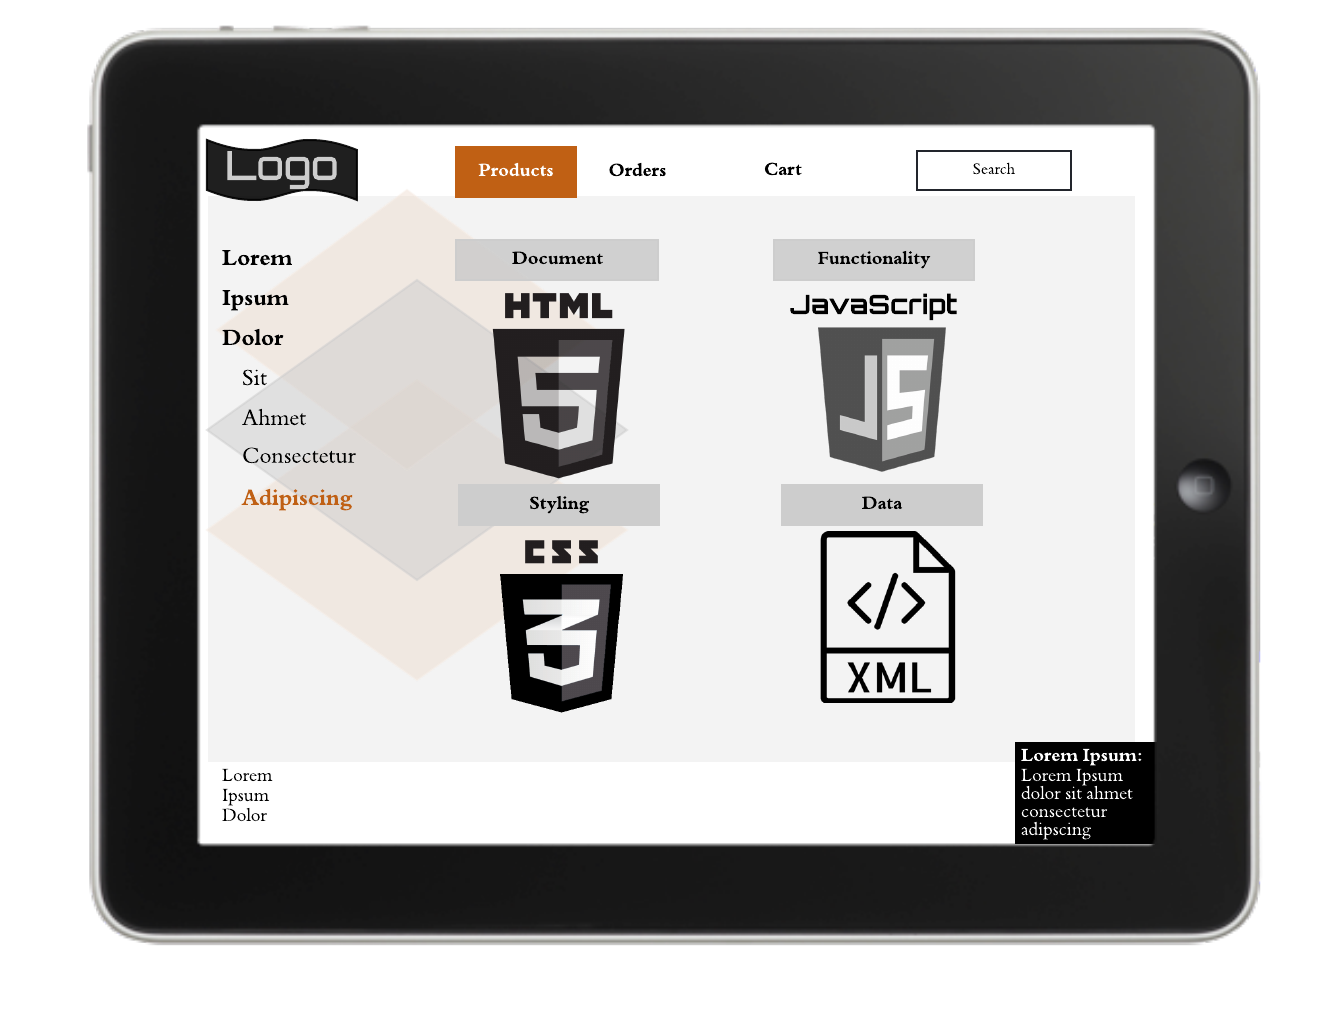 Logo
Products
Orders
Cart
Search
Lorem
Ipsum
Dolor
Sit
Ahmet
Consectetur
Adipiscing
Document
HTML
5
Functionality
JavaScript
JS
Styling
CSS
3
Data
</>
XML
Lorem
Ipsum
Dolor
Lorem Ipsum:
Lorem Ipsum
dolor sit ahmet
consectetur
adipscing